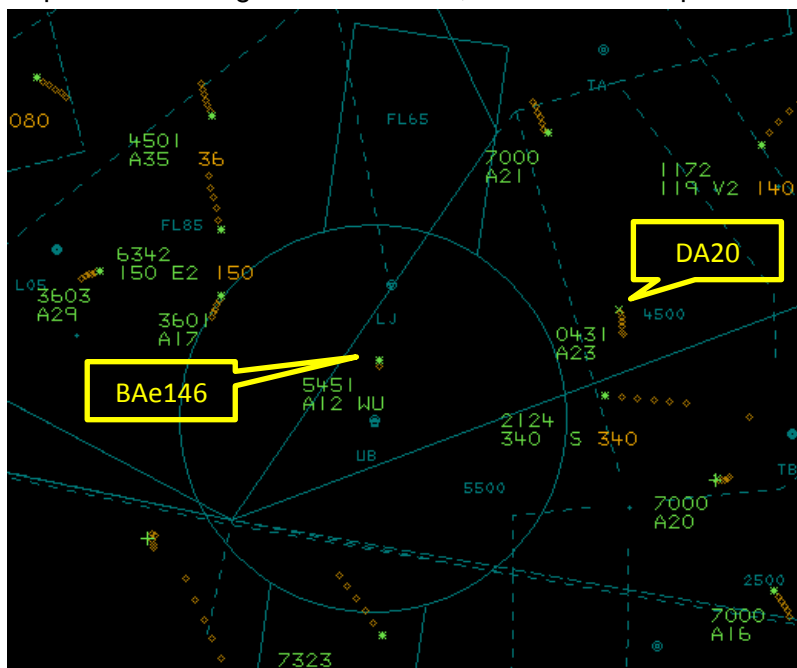 080
4501
A35 36
FL65
IA
7000
A21
1172
119 V2 140
DA20
FL85
6342
150 E2 150
L05
3603
A29
3601
A17
LJ
4500
0431
A23
BAe146
5451
A12 WU
2124
340 S 340
UB
5500
TB
7000
A20
2500
7000
A16
7323